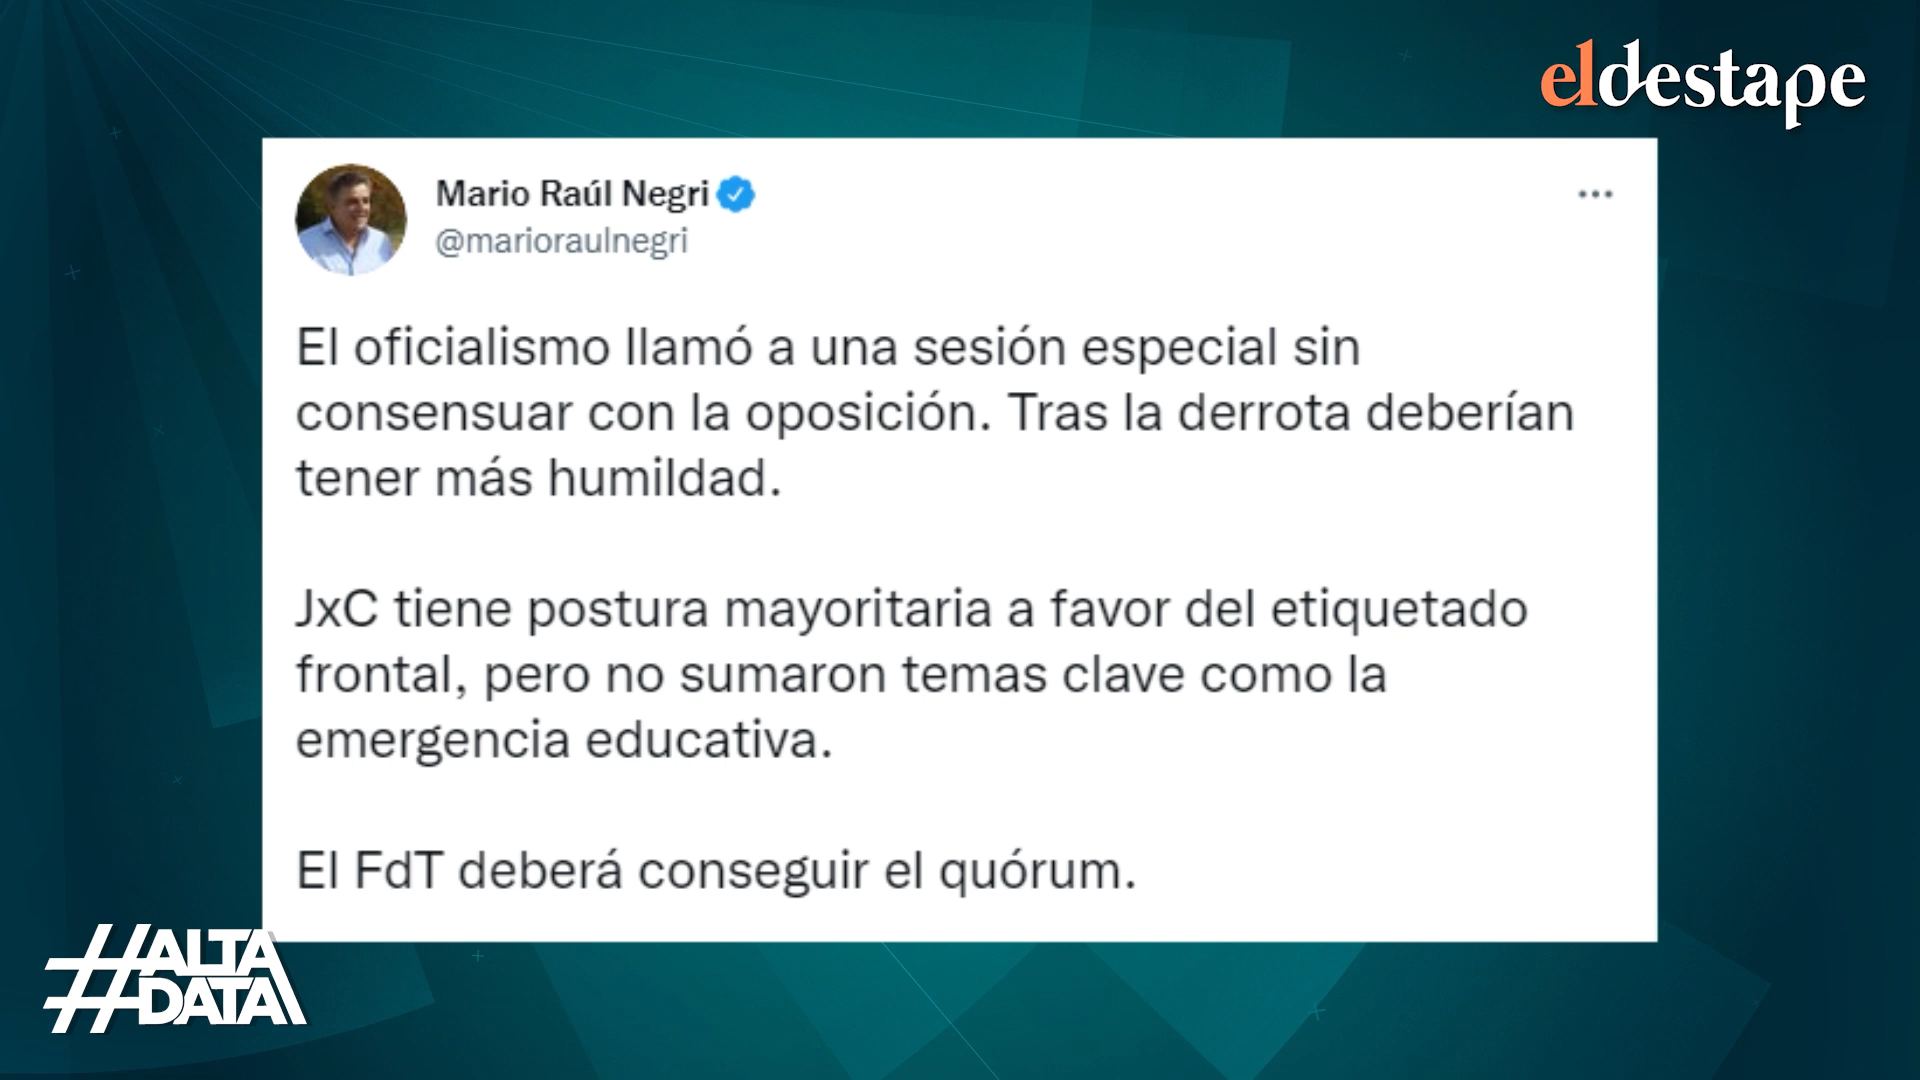 eldestape
Mario Raúl Negri
@marioraulnegri
El oficialismo llamó a una sesión especial sin
consensuar con la oposición. Tras la derrota deberían
tener más humildad.
JxC tiene postura mayoritaria a favor del etiquetado
frontal, pero no sumaron temas clave como la
emergencia educativa.
El FdT deberá conseguir el quórum.
#ALTA
DATA